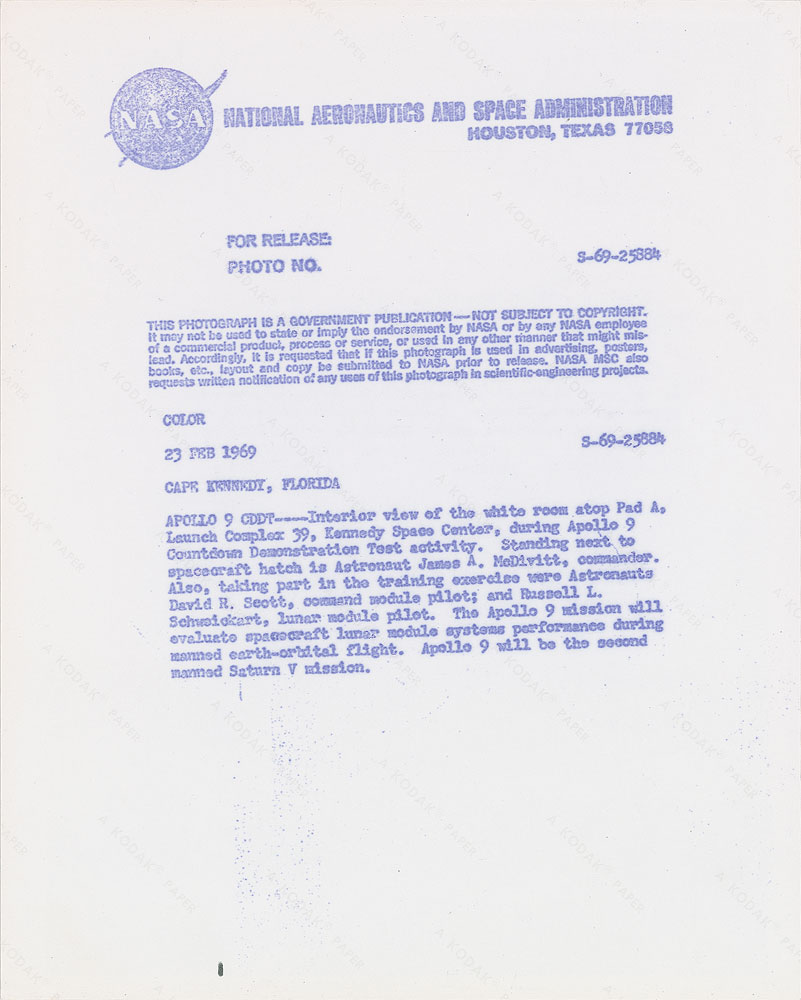 NASA
NATIONAL AERONAUTICS AND SPACE ADMINISTRATION
HOUSTON, TEXAS 77058
FOR RELEASE:
PHOTO NO.
S-69-25884
THIS PHOTOGRAPH IS A GOVERNMENT PUBLICATION—NOT SUBJECT TO COPYRIGHT.
It may not be used to state or imply the endorsement by NASA or by any NASA employee
of a commercial product, process or service, or used in any other manner that might mis-
lead. Accordingly, it is requested that if this photograph is used in advertising, posters,
books, etc., layout and copy be submitted to NASA prior to release. NASA MSC also
requests written notification of any uses of this photograph in scientific-engineering projects.
COLOR
23 FEB 1969
S-69-25884
CAPE KENNEDY, FLORIDA
APOLLO 9 CDDT----Interior view of the white room atop Pad A,
Launch Complex 39, Kennedy Space Center, during Apollo 9
Countdown Demonstration Test activity. Standing next to
spacecraft hatch is Astronaut James A. McDivitt, commander.
Also, taking part in the training exercise were Astronauts
David R. Scott, command module pilot; and Russell L.
Schweickart, lunar module pilot. The Apollo 9 mission will
evaluate spacecraft lunar module systems performance during
manned earth-orbital flight. Apollo 9 will be the second
manned Saturn V mission.
A KODAK® PAPER